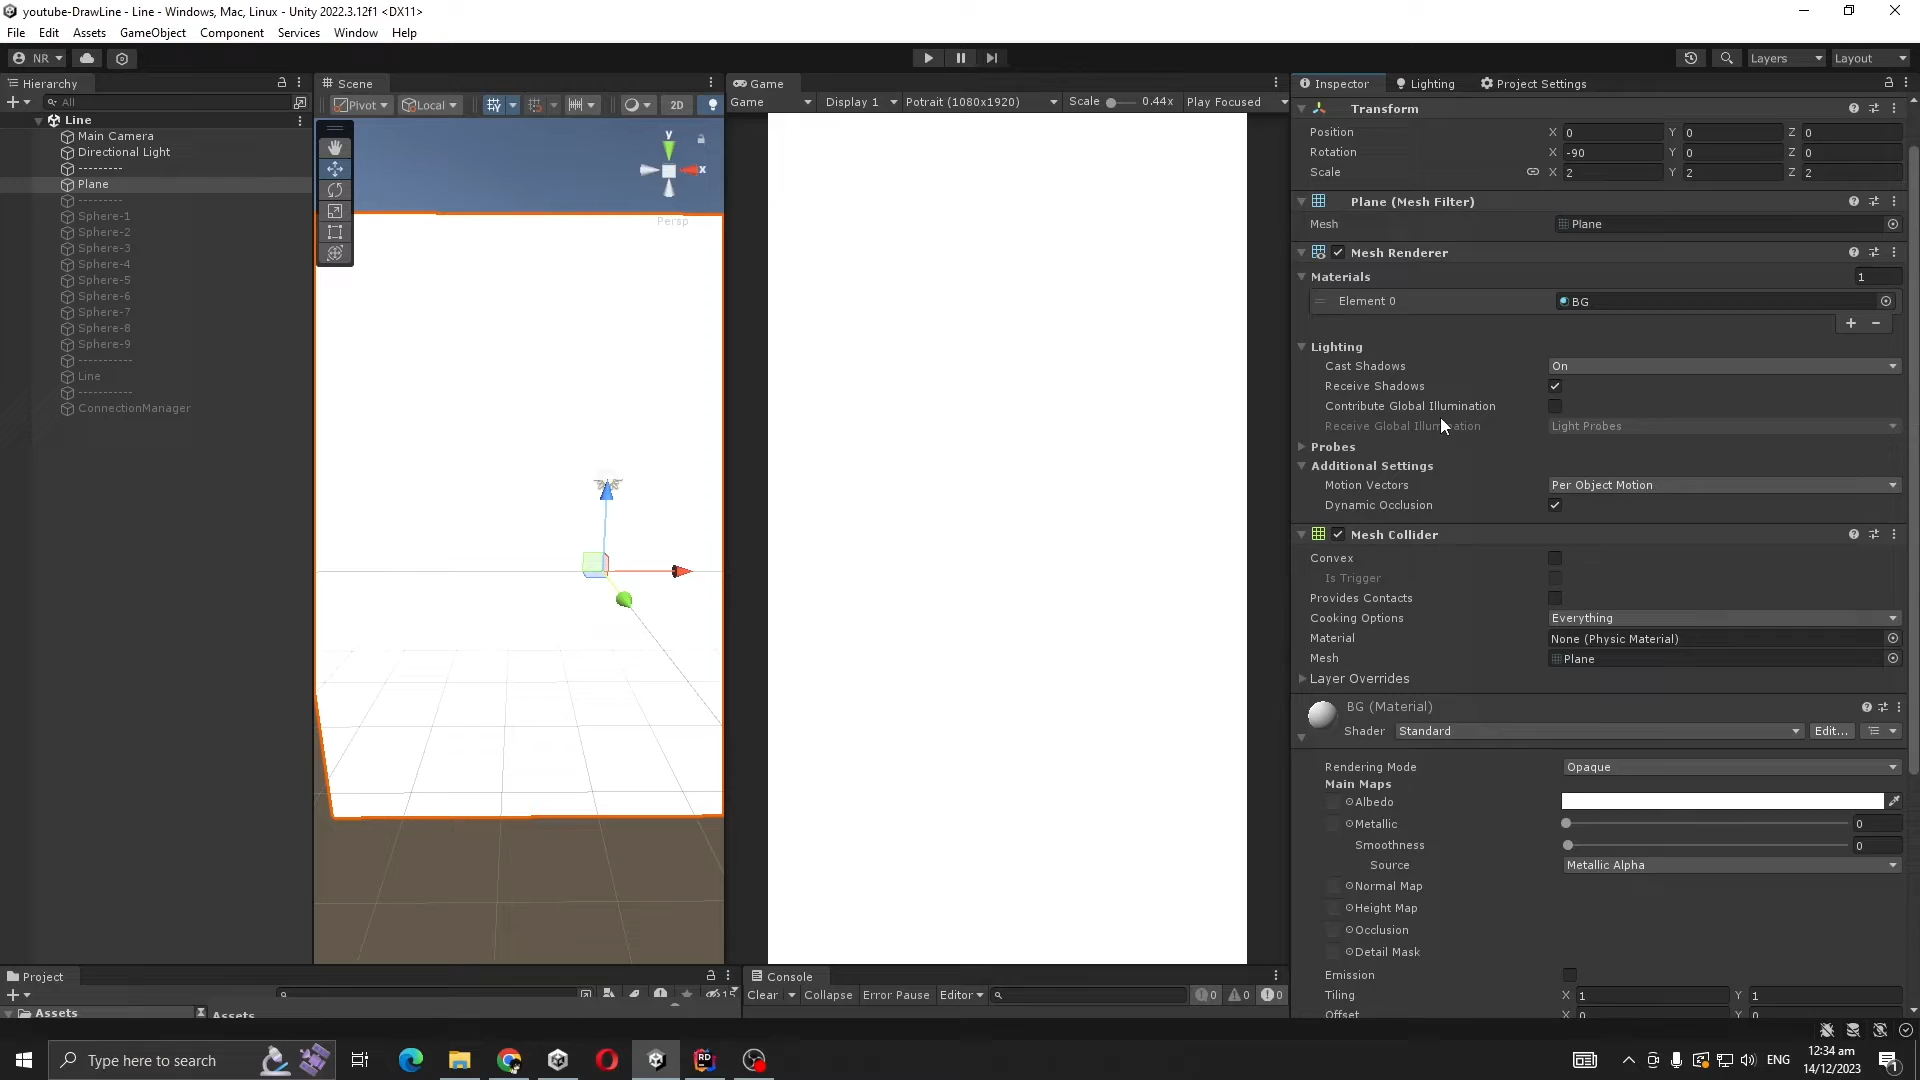 youtube-DrawLine - Line - Windows, Mac, Linux - Unity 2022.3.12f1 <DX11>
File Edit Assets GameObject Component Services Window Help
NR
Layers Layout
Hierarchy
All
Line
Main Camera
Directional Light
---------
Plane
---------
Sphere-1
Sphere-2
Sphere-3
Sphere-4
Sphere-5
Sphere-6
Sphere-7
Sphere-8
Sphere-9
-----------
Line
-----------
ConnectionManager
Scene
Pivot Local 2D
y
x
Persp
Game
Game Display 1 Potrait (1080x1920) Scale 0.44x Play Focused
Inspector Lighting Project Settings
Transform
Position X 0 Y 0 Z 0
Rotation X -90 Y 0 Z 0
Scale X 2 Y 2 Z 2
Plane (Mesh Filter)
Mesh Plane
Mesh Renderer
Materials 1
Element 0 BG
Lighting
Cast Shadows On
Receive Shadows
Contribute Global Illumination
Receive Global Illumination Light Probes
Probes
Additional Settings
Motion Vectors Per Object Motion
Dynamic Occlusion
Mesh Collider
Convex
Is Trigger
Provides Contacts
Cooking Options Everything
Material None (Physic Material)
Mesh Plane
Layer Overrides
BG (Material)
Shader Standard Edit...
Rendering Mode Opaque
Main Maps
Albedo
Metallic 0
Smoothness 0
Source Metallic Alpha
Normal Map
Height Map
Occlusion
Detail Mask
Emission
Tiling X 1 Y 1
Offset X 0 Y 0
Project
Assets
Assets
Console
Clear Collapse Error Pause Editor 0 0 0
Type here to search
ENG
12:34 am
14/12/2023
1